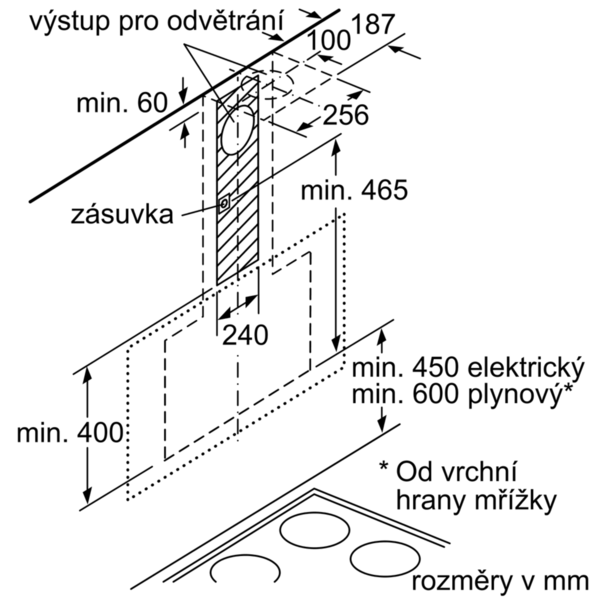 výstup pro odvětrání
187
100
min. 60
256
min. 465
zásuvka
240
min. 450 elektrický
min. 600 plynový*
min. 400
* Od vrchní
hrany mřížky
rozměry v mm